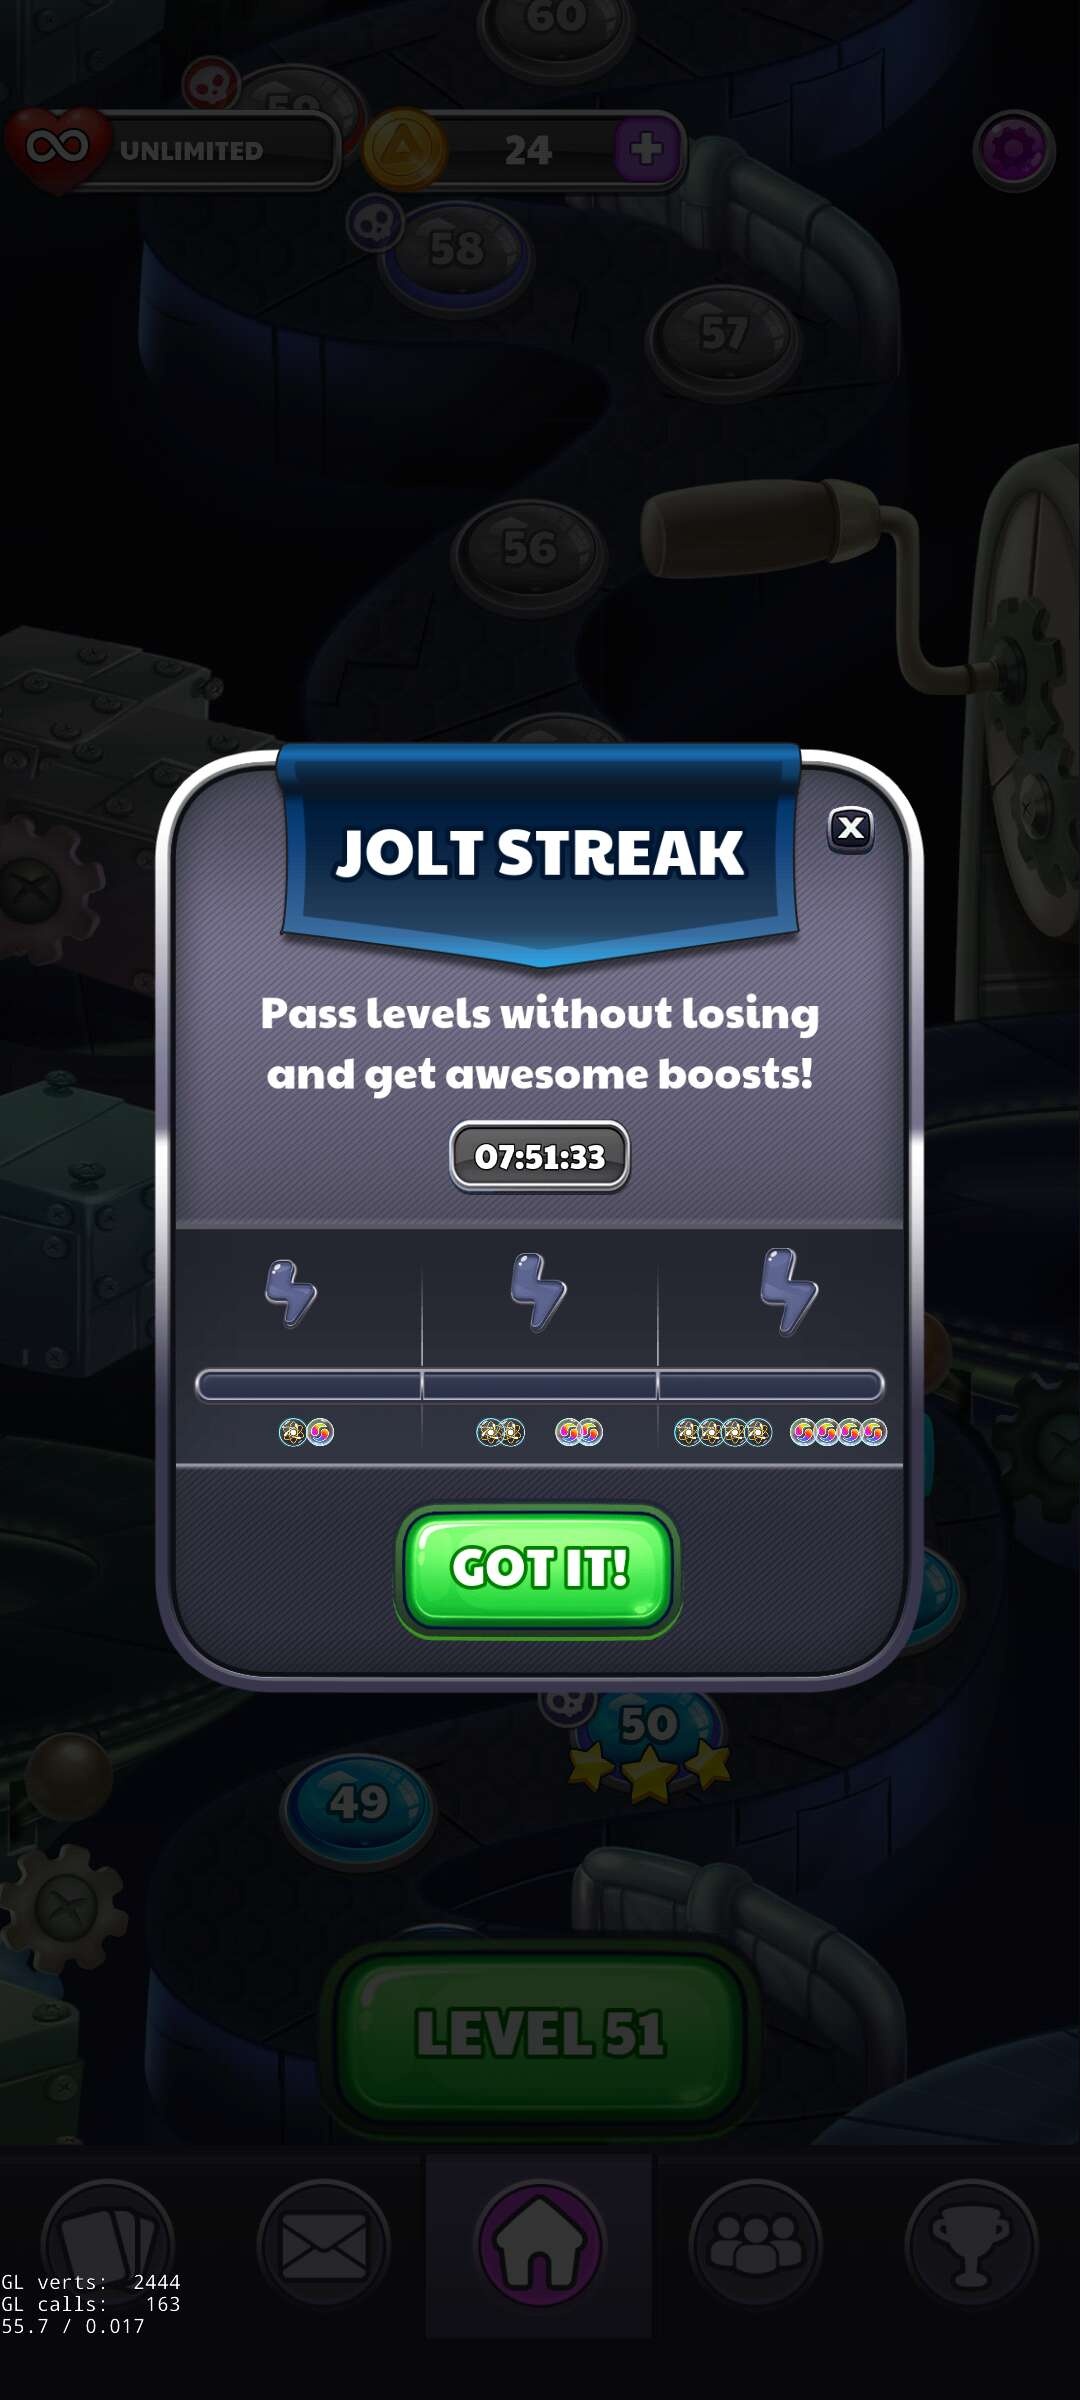 60
59
UNLIMITED
24
58
57
56
JOLT STREAK
X
Pass levels without losing
and get awesome boosts!
07:51:33
GOT IT!
50
49
LEVEL 51
GL verts: 2444
GL calls: 163
55.7 / 0.017